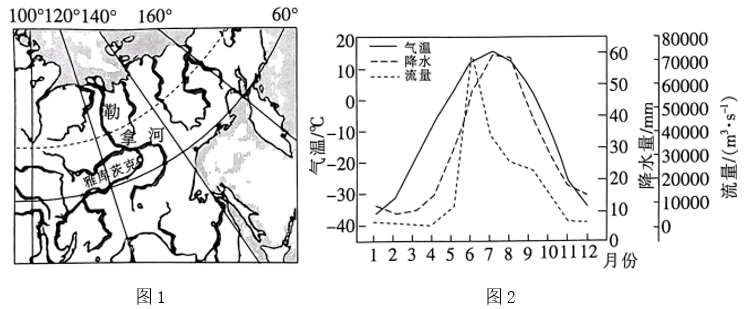 100°120°140° 160° 60°
勒
拿 河
雅库茨克
图1
气温/℃
20
10
0
-10
-20
-30
-40
气温
降水
流量
1 2 3 4 5 6 7 8 9 10 11 12 月份
60
50
40
30
20
10
0
降水量/mm
80000
70000
60000
50000
40000
30000
20000
10000
0
流量/(m³·s⁻¹)
图2